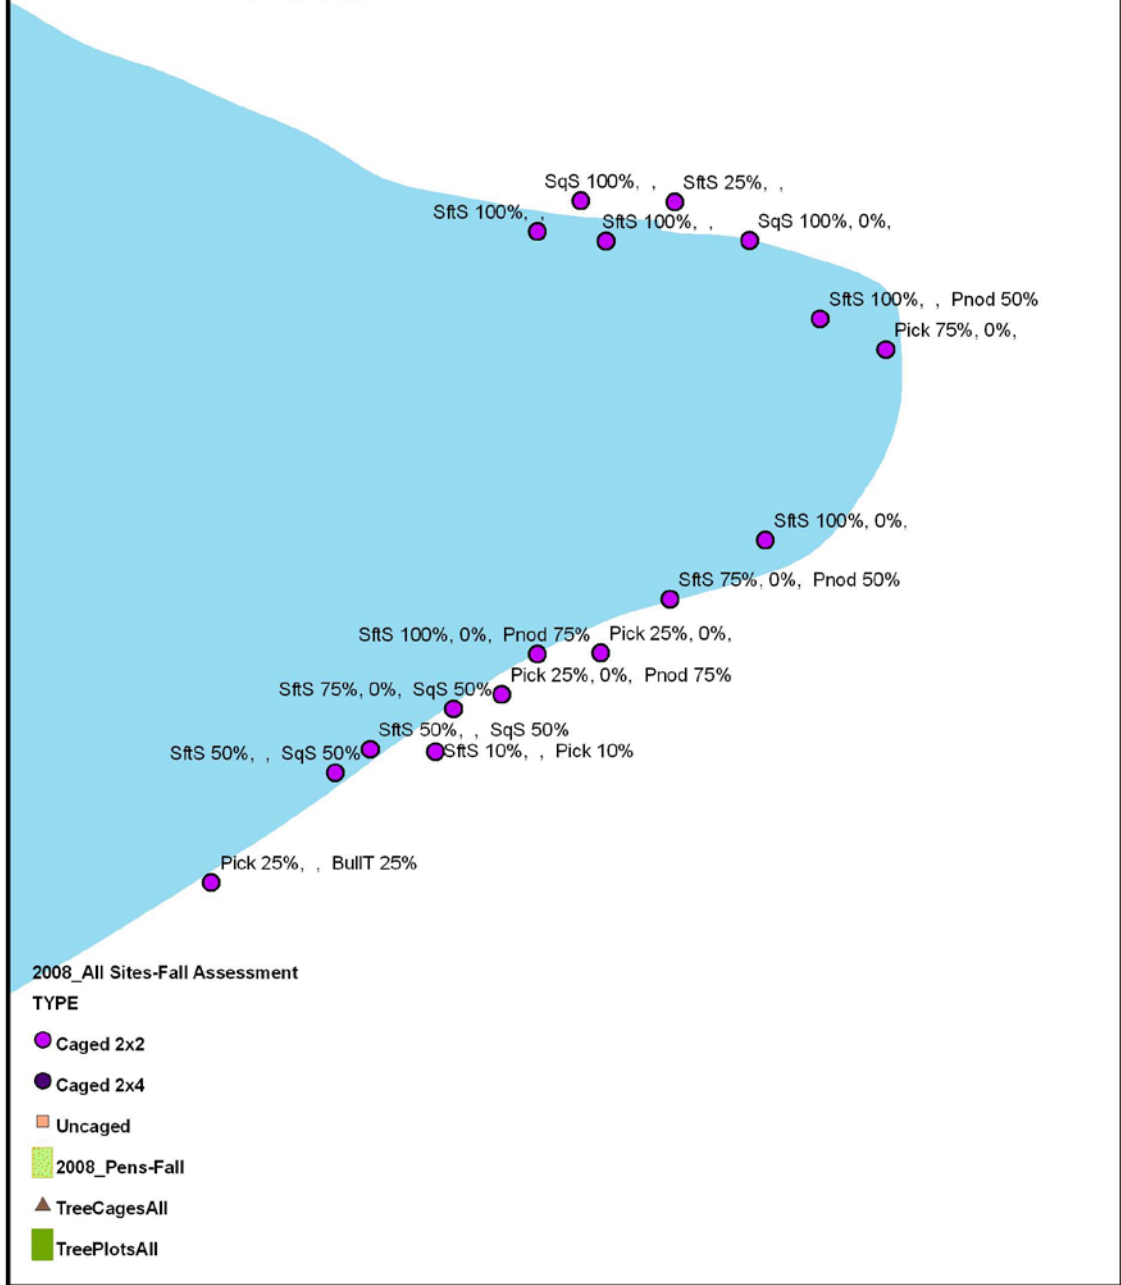 SqS 100%, ,
SftS 25%, ,
SftS 100%, ,
SftS 100%, ,
SqS 100%, 0%,
SftS 100%, , Pnod 50%
Pick 75%, 0%,
SftS 100%, 0%,
SftS 75%, 0%, Pnod 50%
SftS 100%, 0%, Pnod 75%
Pick 25%, 0%,
Pick 25%, 0%, Pnod 75%
SftS 75%, 0%, SqS 50%
SftS 50%, , SqS 50%
SftS 50%, , SqS 50%
SftS 10%, , Pick 10%
Pick 25%, , BullT 25%
2008_All Sites-Fall Assessment
TYPE
Caged 2x2
Caged 2x4
Uncaged
2008_Pens-Fall
TreeCagesAll
TreePlotsAll